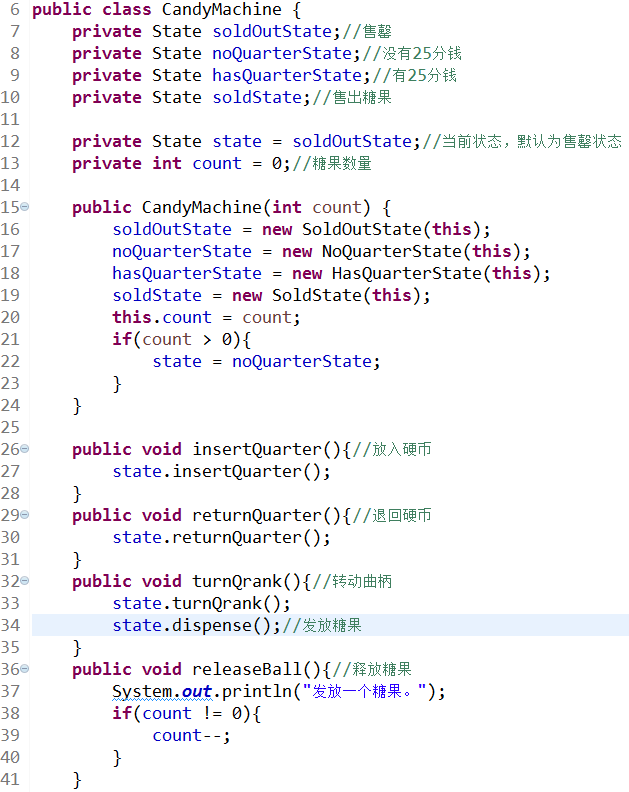 6 public class CandyMachine {
7 private State soldOutState;//售罄
8 private State noQuarterState;//没有25分钱
9 private State hasQuarterState;//有25分钱
10 private State soldState;//售出糖果
11
12 private State state = soldOutState;//当前状态，默认为售罄状态
13 private int count = 0;//糖果数量
14
15 public CandyMachine(int count) {
16 soldOutState = new SoldOutState(this);
17 noQuarterState = new NoQuarterState(this);
18 hasQuarterState = new HasQuarterState(this);
19 soldState = new SoldState(this);
20 this.count = count;
21 if(count > 0){
22 state = noQuarterState;
23 }
24 }
25
26 public void insertQuarter(){//放入硬币
27 state.insertQuarter();
28 }
29 public void returnQuarter(){//退回硬币
30 state.returnQuarter();
31 }
32 public void turnQrank(){//转动曲柄
33 state.turnQrank();
34 state.dispense();//发放糖果
35 }
36 public void releaseBall(){//释放糖果
37 System.out.println("发放一个糖果。");
38 if(count != 0){
39 count--;
40 }
41 }